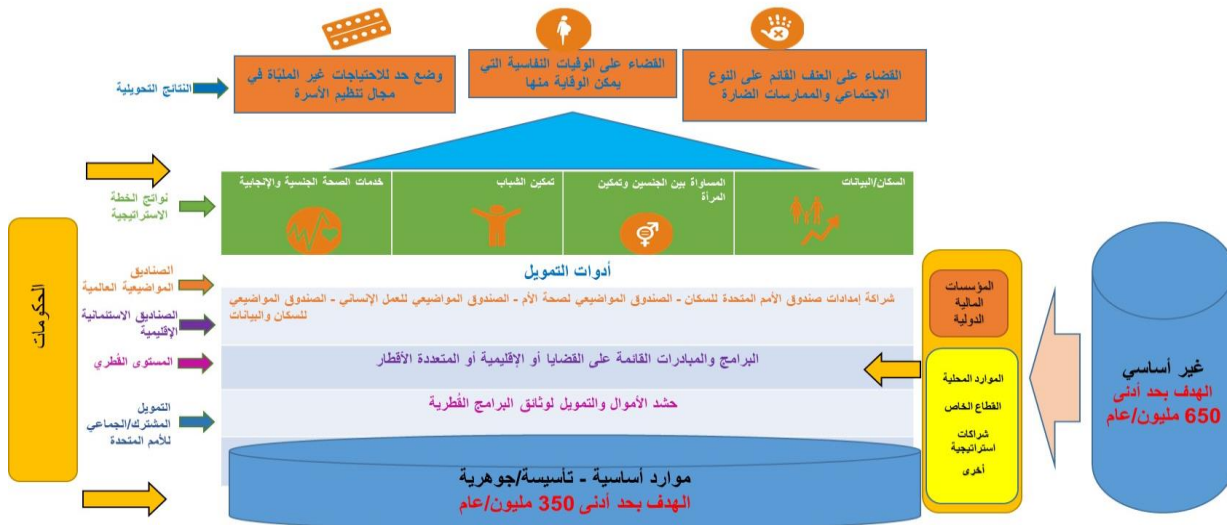 القضاء على العنف القائم على النوع
الاجتماعي والممارسات الضارة
القضاء على الوفيات النفاسية التي
يمكن الوقاية منها
وضع حد للاحتياجات غير الملبّاة في
مجال تنظيم الأسرة
النتائج التحويلية
السكان/البيانات
المساواة بين الجنسين وتمكين
المرأة
تمكين الشباب
خدمات الصحة الجنسية والإنجابية
نواتج الخطة
الاستراتيجية
أدوات التمويل
الصناديق
المواضيعية العالمية
شراكة إمدادات صندوق الأمم المتحدة للسكان - الصندوق المواضيعي لصحة الأم - الصندوق المواضيعي للعمل الإنساني - الصندوق المواضيعي
للسكان والبيانات
الصناديق الاستئمانية
الإقليمية
البرامج والمبادرات القائمة على القضايا أو الإقليمية أو المتعددة الأقطار
المستوى القُطري
حشد الأموال والتمويل لوثائق البرامج القُطرية
التمويل
المشترك/الجماعي
للأمم المتحدة
موارد أساسية - تأسيسة/جوهرية
الهدف بحد أدنى 350 مليون/عام
الحكومات
المؤسسات
المالية
الدولية
الموارد المحلية
القطاع الخاص
شراكات
استراتيجية
أخرى
غير أساسي
الهدف بحد أدنى
650 مليون/عام